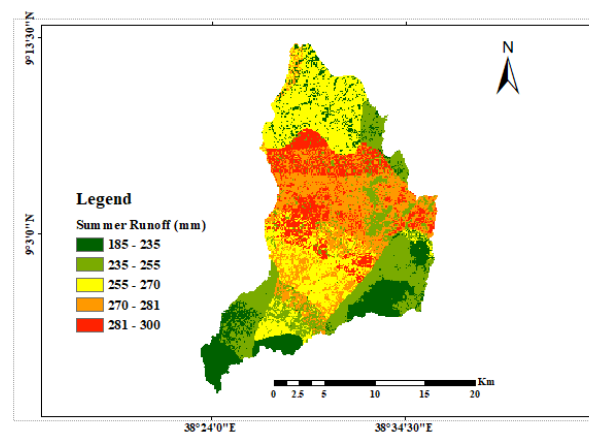 9°13'30"N
N
9°3'0"N
Legend
Summer Runoff (mm)
185 - 235
235 - 255
255 - 270
270 - 281
281 - 300
Km
0 2.5 5 10 15 20
38°24'0"E 38°34'30"E